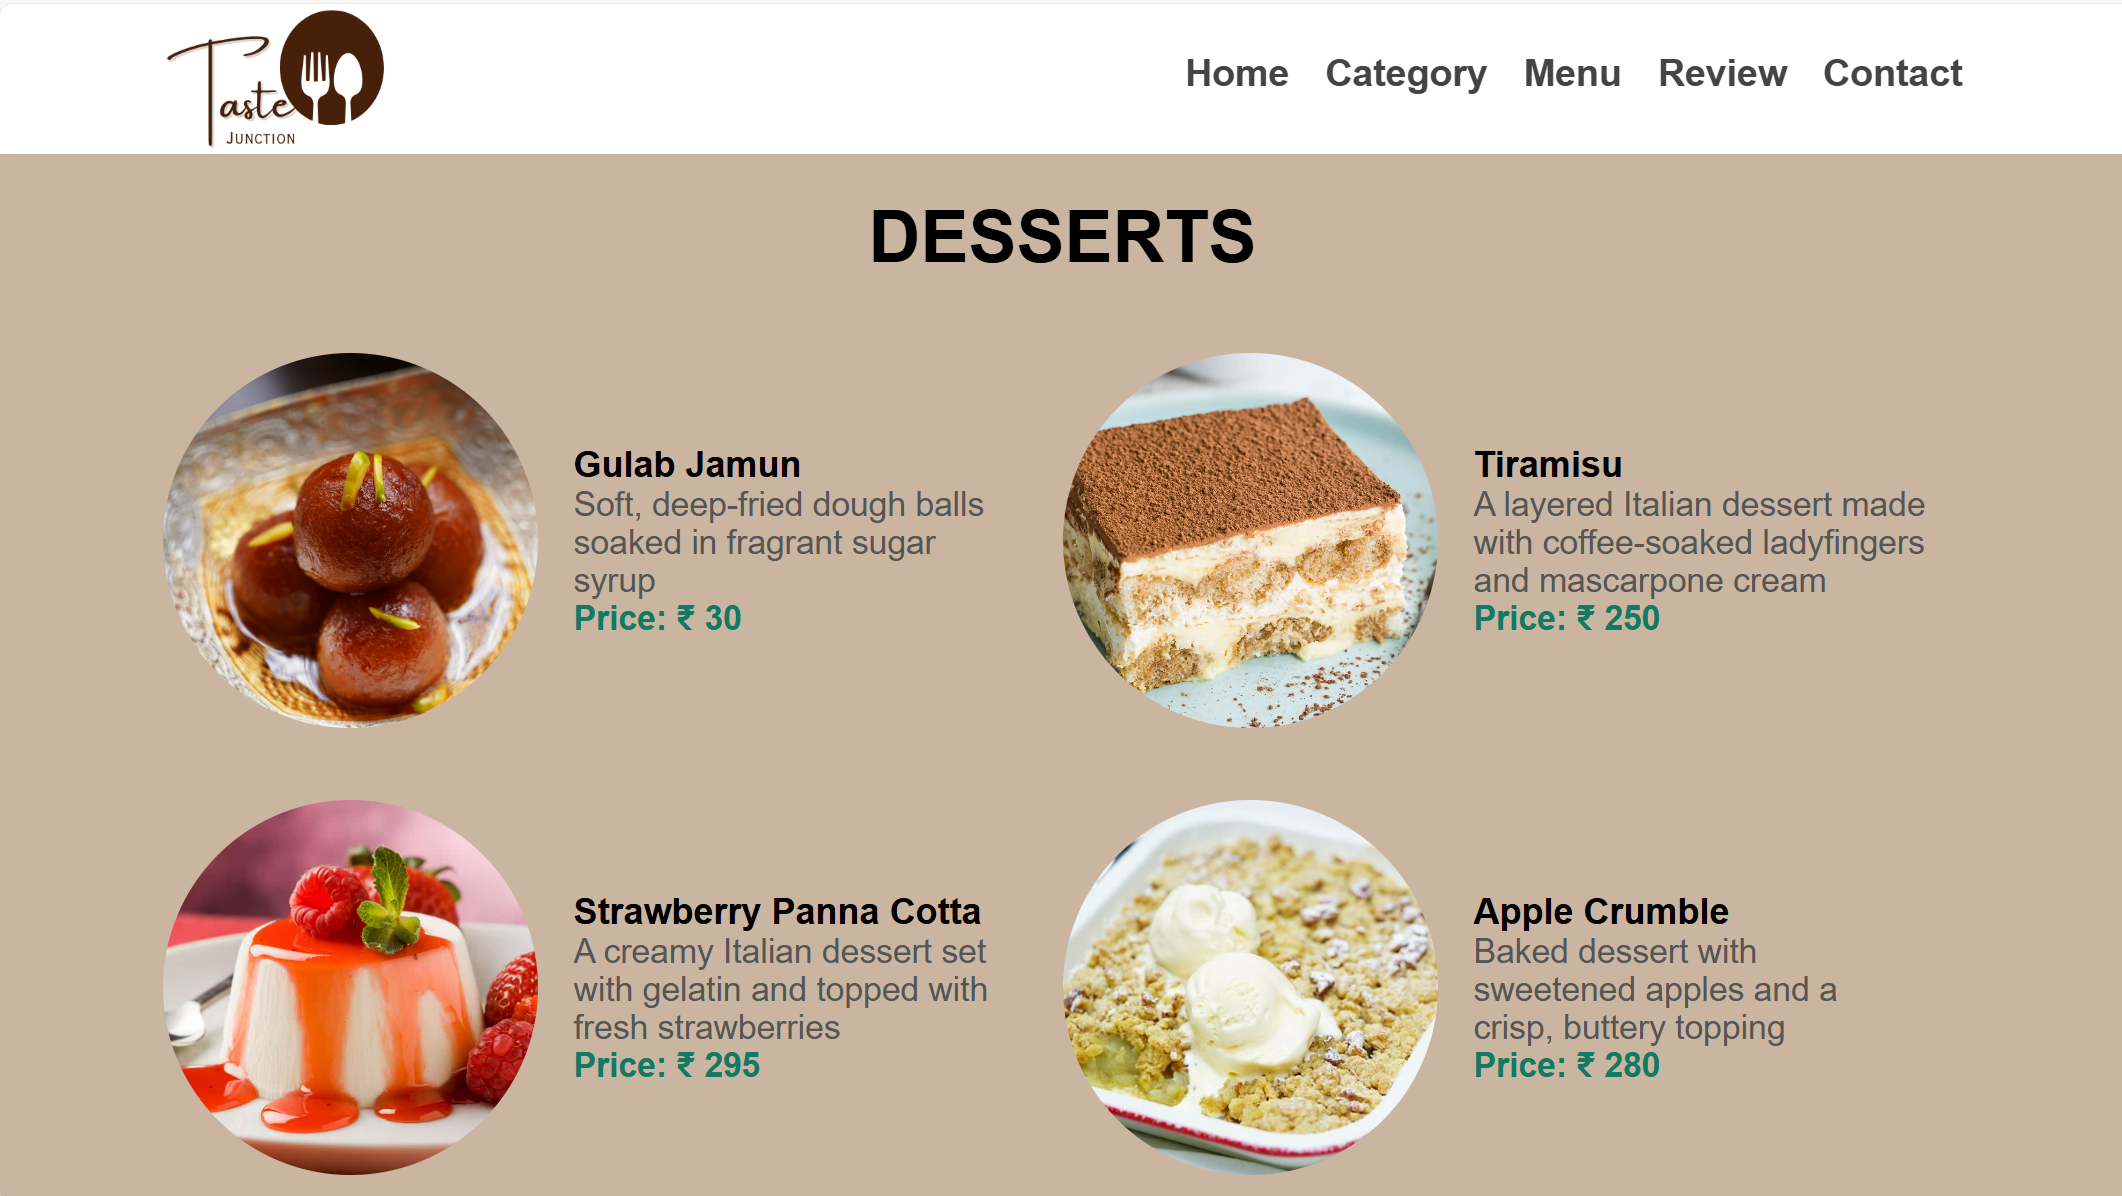 Taste
JUNCTION
Home Category Menu Review Contact
DESSERTS
Gulab Jamun
Soft, deep-fried dough balls
soaked in fragrant sugar
syrup
Price: ₹ 30
Tiramisu
A layered Italian dessert made
with coffee-soaked ladyfingers
and mascarpone cream
Price: ₹ 250
Strawberry Panna Cotta
A creamy Italian dessert set
with gelatin and topped with
fresh strawberries
Price: ₹ 295
Apple Crumble
Baked dessert with
sweetened apples and a
crisp, buttery topping
Price: ₹ 280